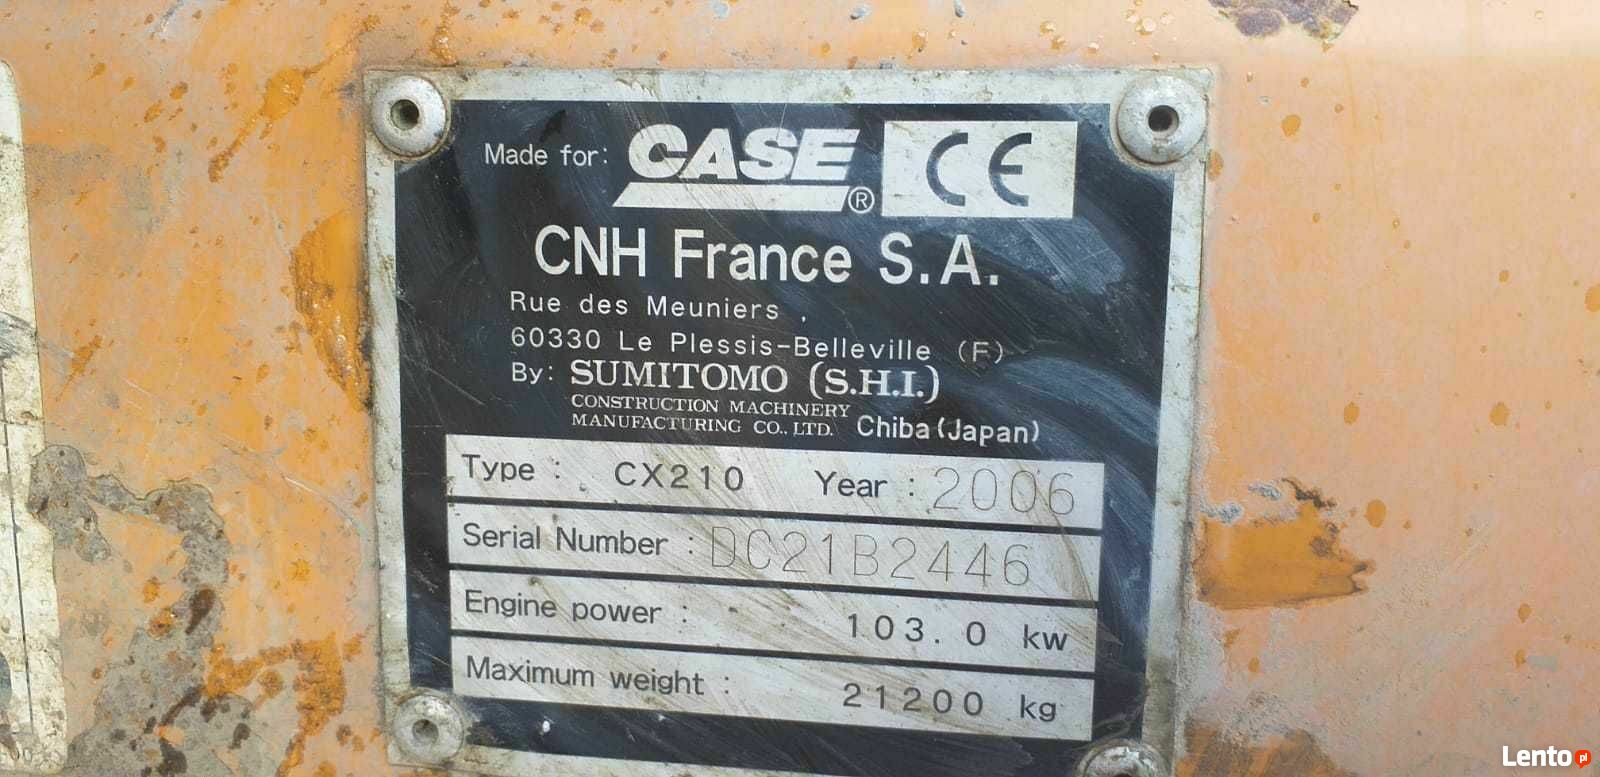 Made for: CASE ® CE
CNH France S.A.
Rue des Meuniers ,
60330 Le Plessis-Belleville (F)
By: SUMITOMO (S.H.I.)
CONSTRUCTION MACHINERY
MANUFACTURING CO., LTD. Chiba (Japan)
Type : CX210 Year : 2006
Serial Number : DC21B2446
Engine power : 103.0 kw
Maximum weight : 21200 kg
Lento.pl